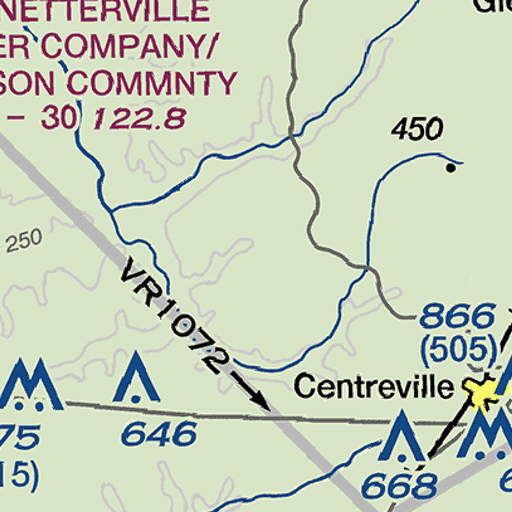 NETTERVILLE
ER COMPANY/
SON COMMNTY
– 30 122.8
450
250
VR1072
866
(505)
Centreville
646
75
15)
668